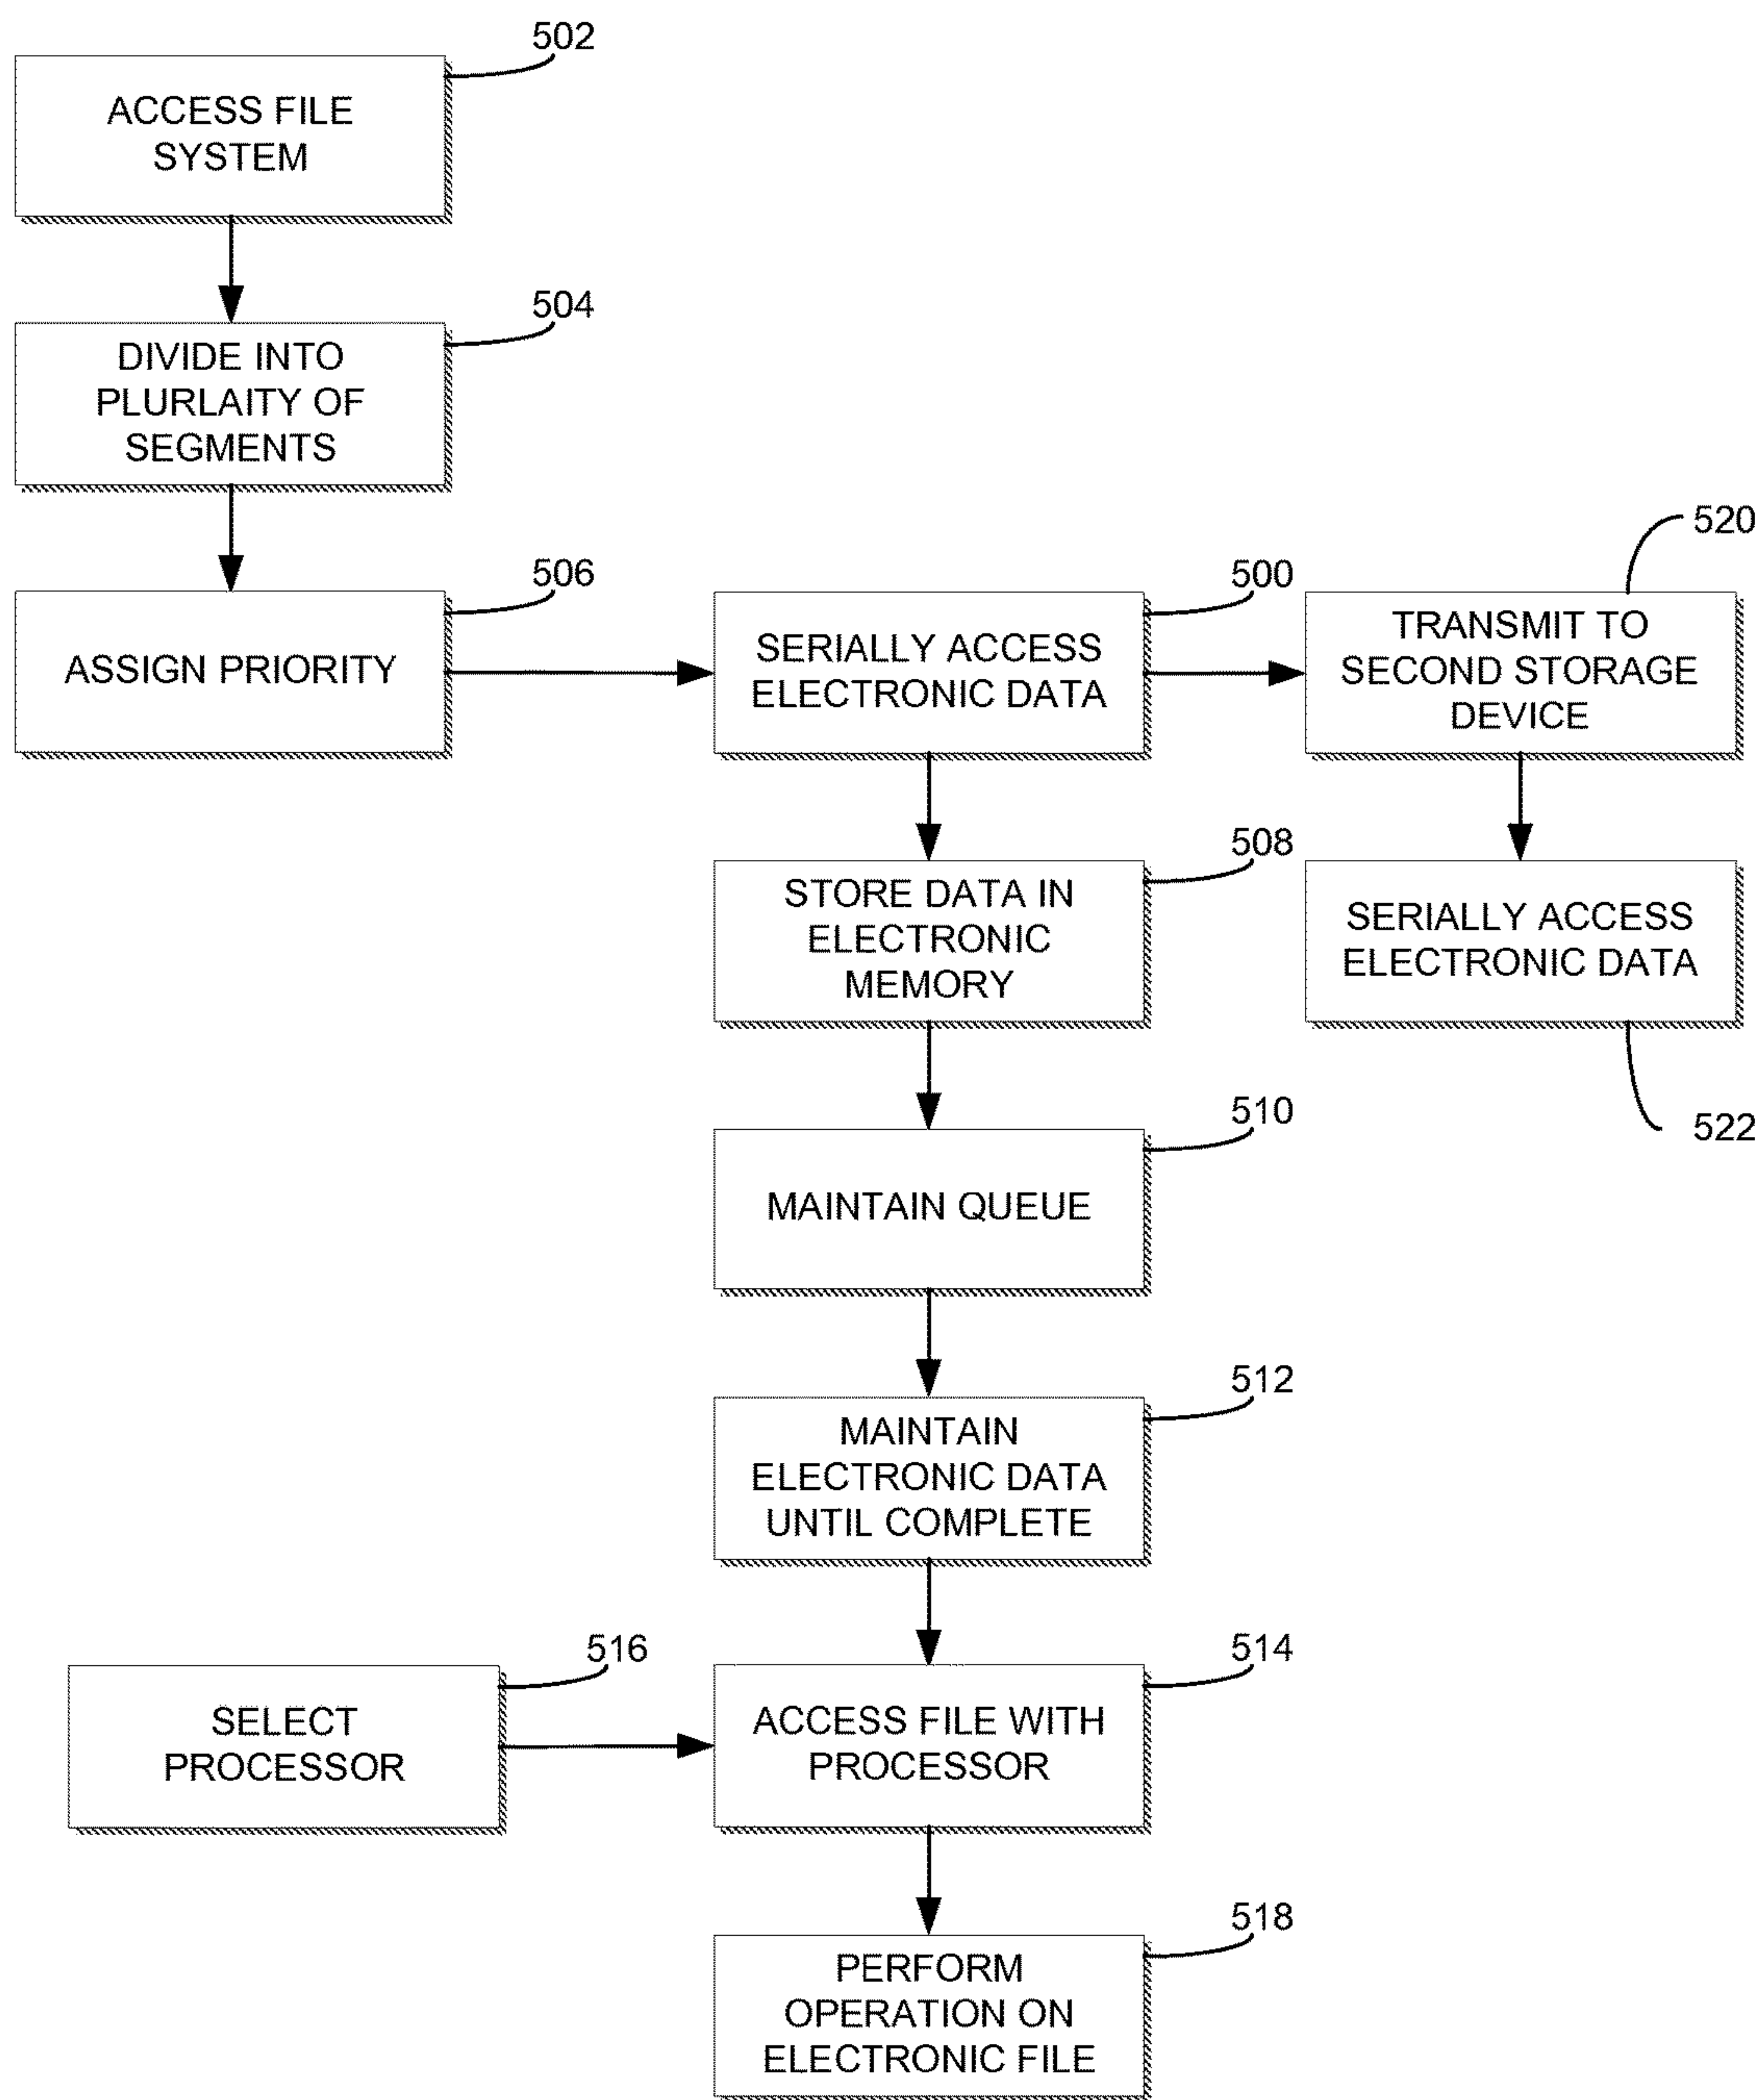 502
ACCESS FILE
SYSTEM
504
DIVIDE INTO
PLURLAITY OF
SEGMENTS
506
ASSIGN PRIORITY
500
SERIALLY ACCESS
ELECTRONIC DATA
520
TRANSMIT TO
SECOND STORAGE
DEVICE
508
STORE DATA IN
ELECTRONIC
MEMORY
SERIALLY ACCESS
ELECTRONIC DATA
522
510
MAINTAIN QUEUE
512
MAINTAIN
ELECTRONIC DATA
UNTIL COMPLETE
516
SELECT
PROCESSOR
514
ACCESS FILE WITH
PROCESSOR
518
PERFORM
OPERATION ON
ELECTRONIC FILE